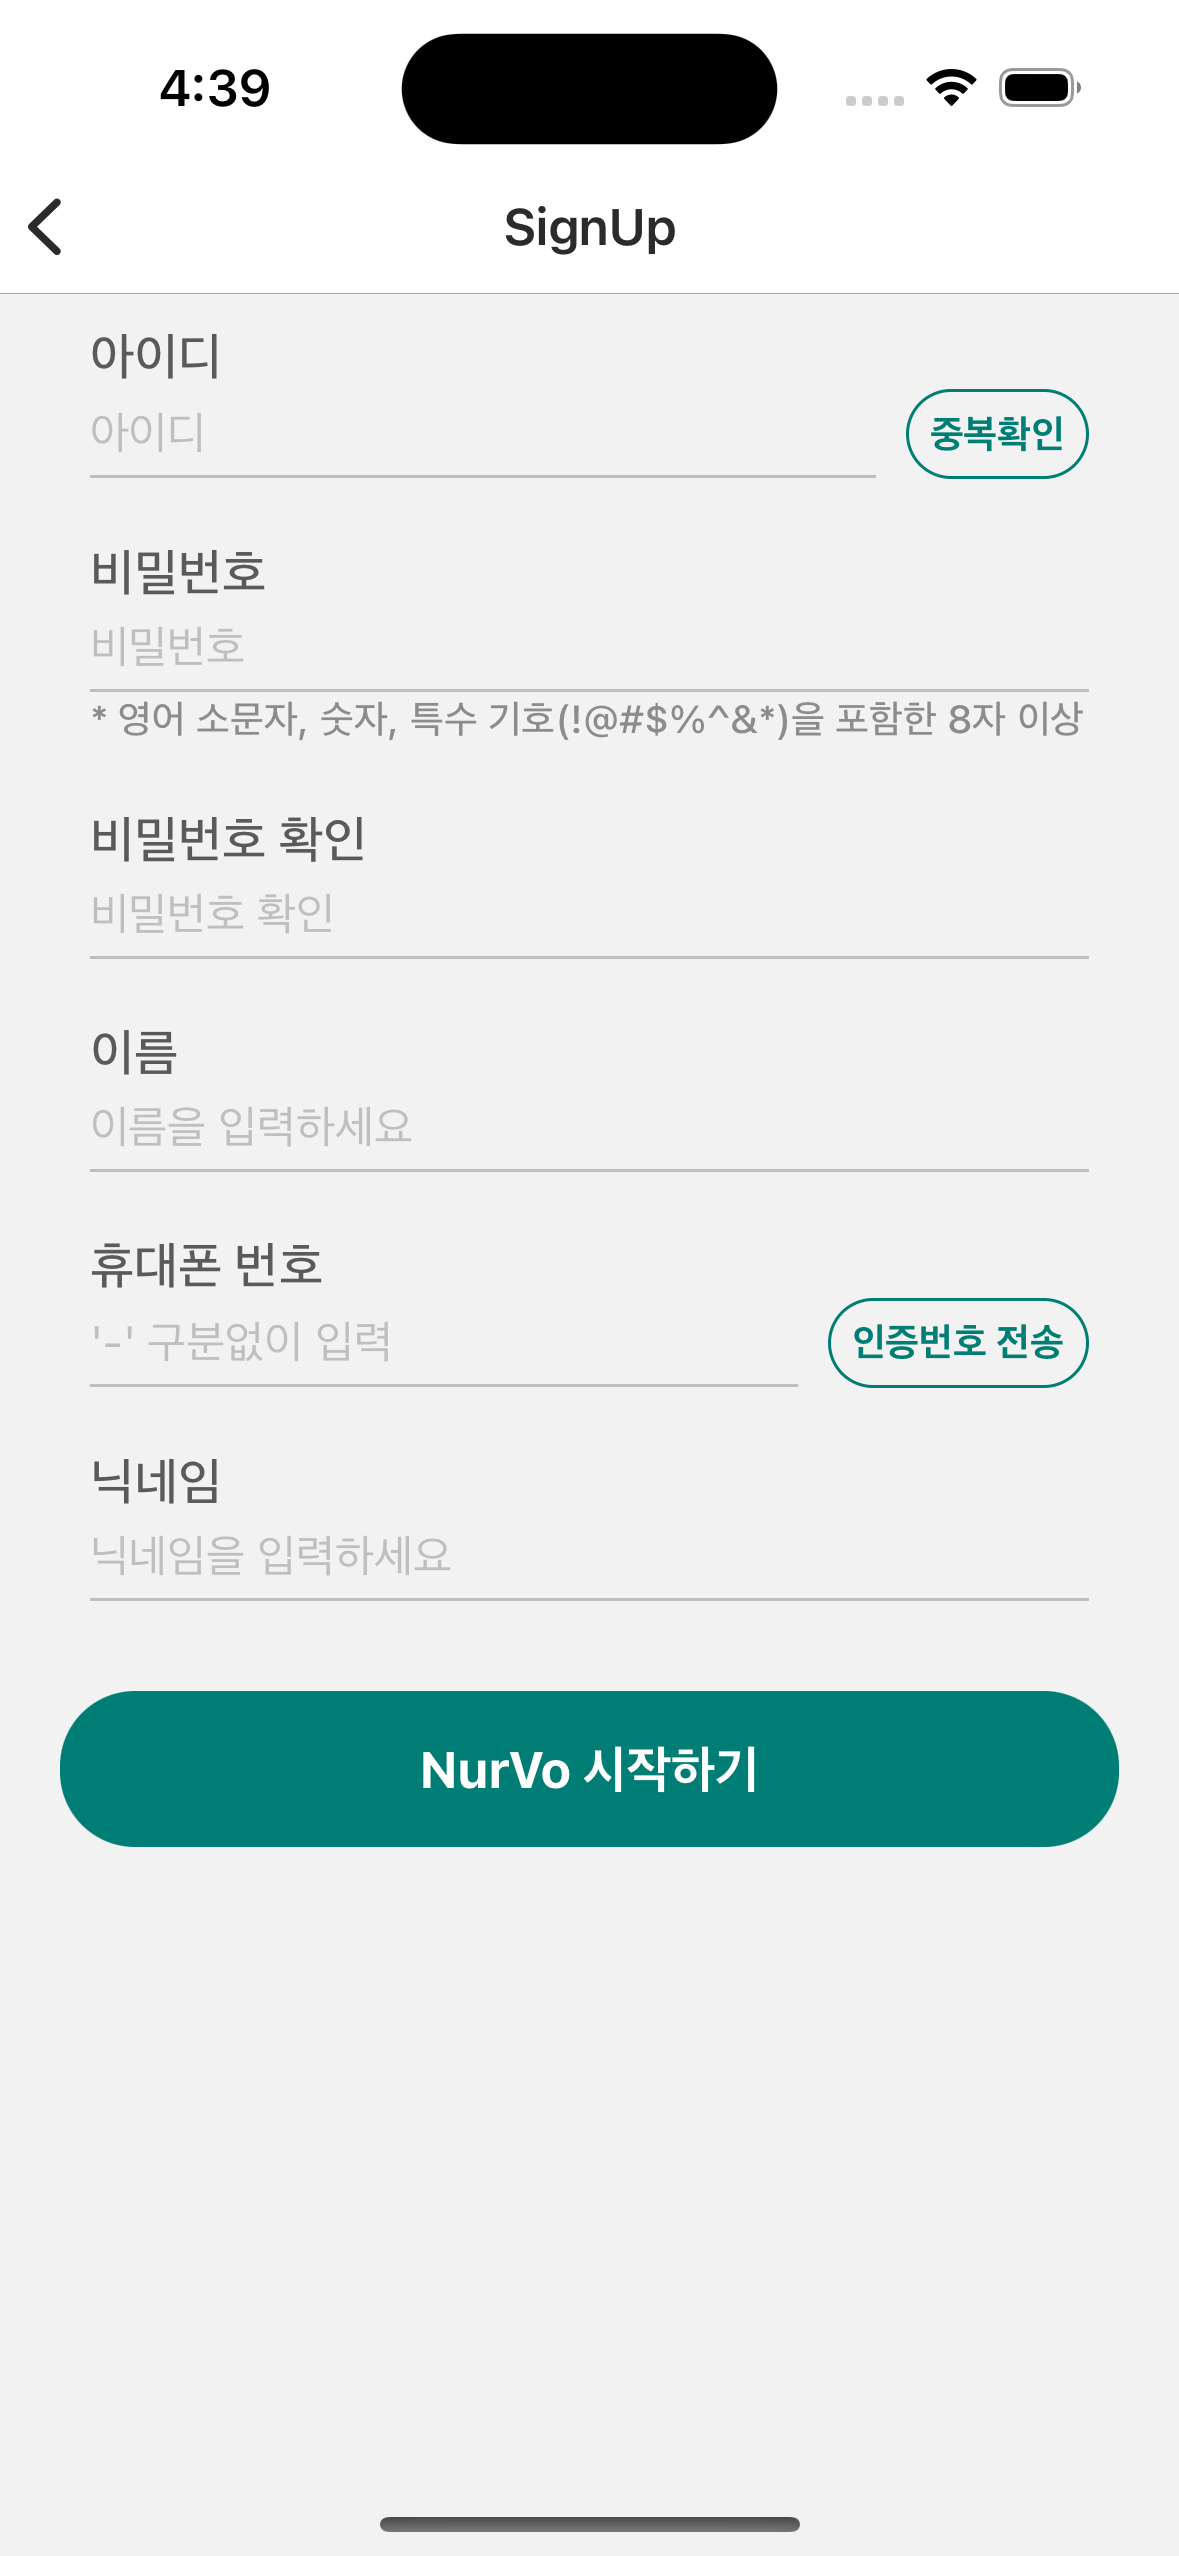 4:39
SignUp
아이디
아이디
중복확인
비밀번호
비밀번호
* 영어 소문자, 숫자, 특수 기호(!@#$%^&*)을 포함한 8자 이상
비밀번호 확인
비밀번호 확인
이름
이름을 입력하세요
휴대폰 번호
'-' 구분없이 입력
인증번호 전송
닉네임
닉네임을 입력하세요
NurVo 시작하기